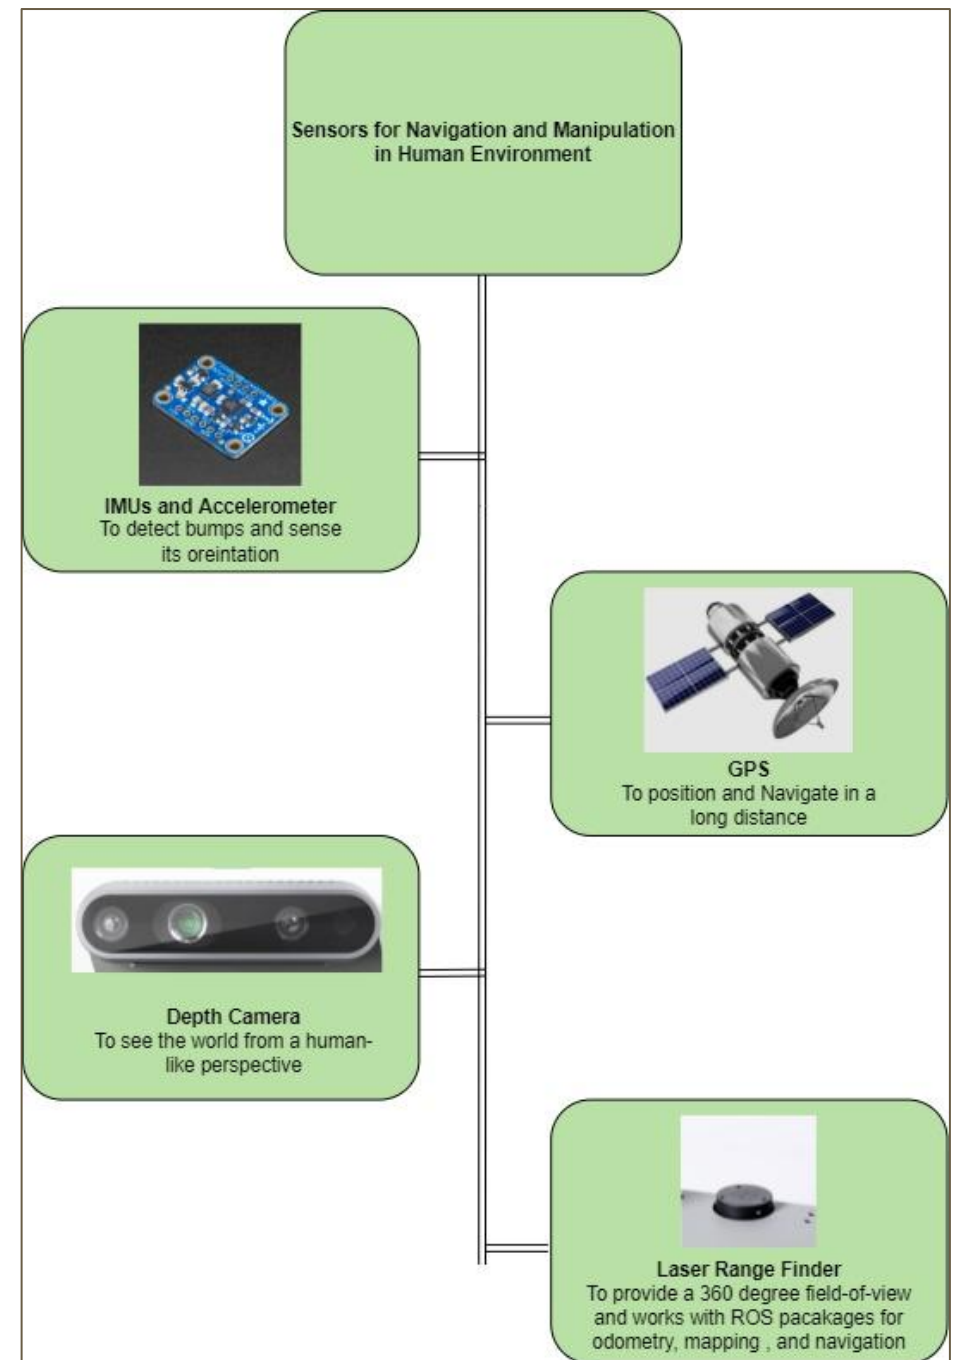 Sensors for Navigation and Manipulation
in Human Environment
IMUs and Accelerometer
To detect bumps and sense
its oreintation
GPS
To position and Navigate in a
long distance
Depth Camera
To see the world from a human-
like perspective
Laser Range Finder
To provide a 360 degree field-of-view
and works with ROS pacakages for
odometry, mapping , and navigation